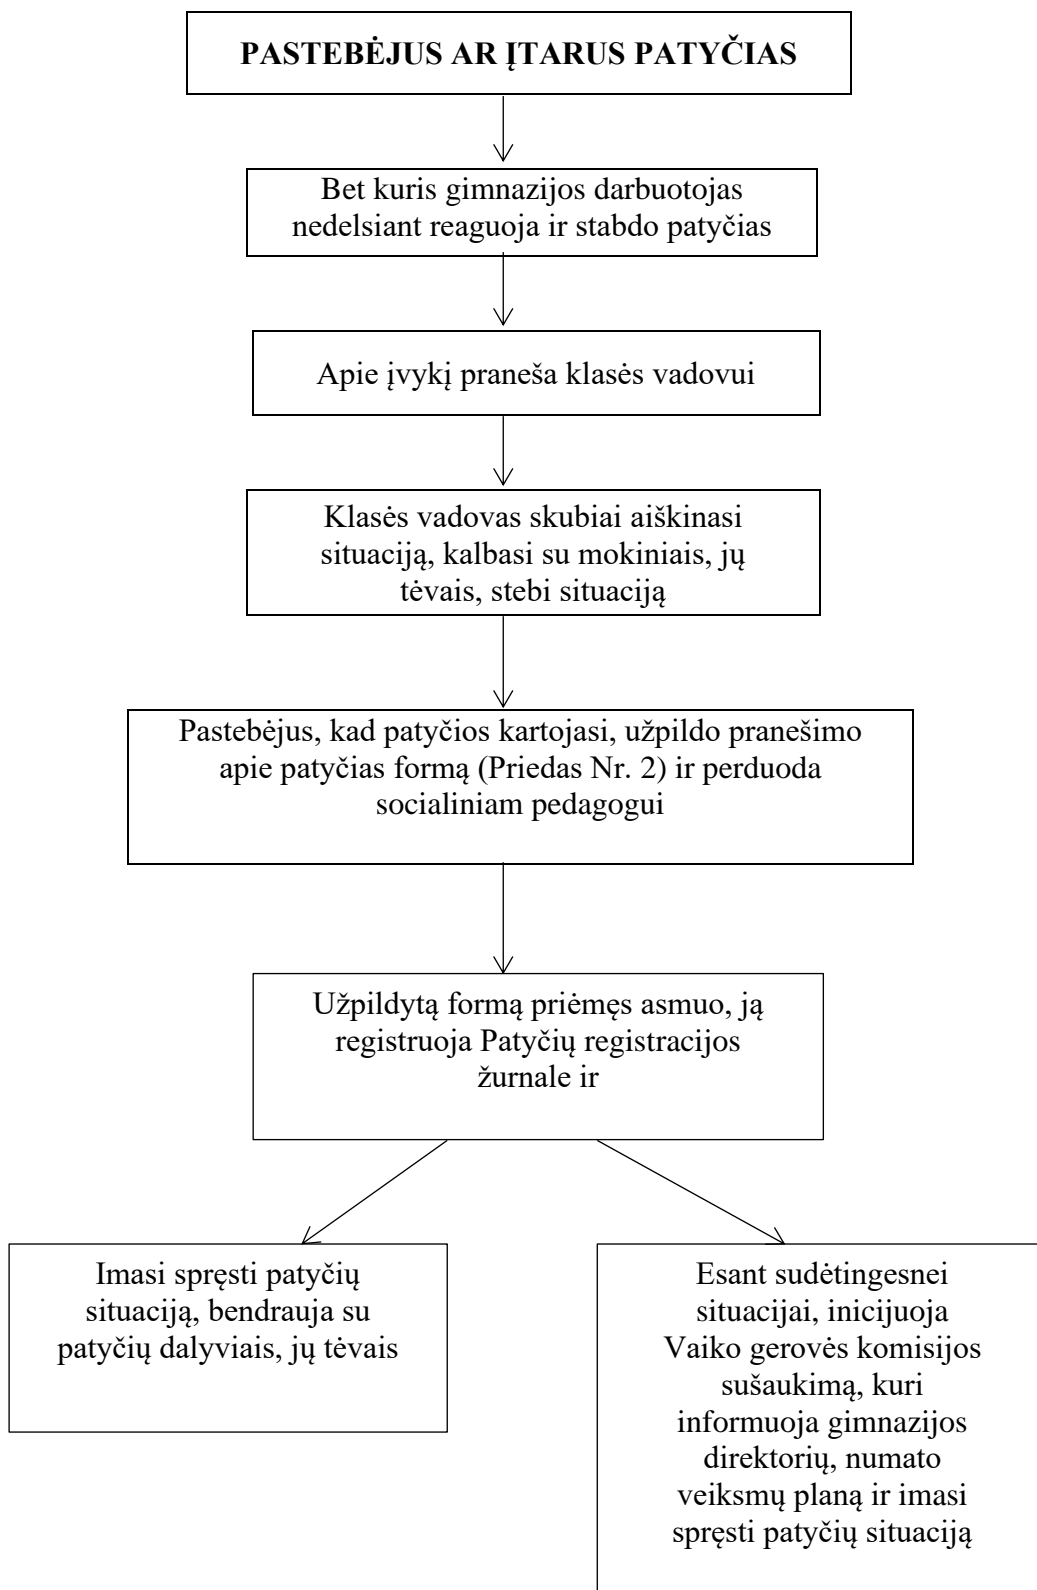 PASTEBĖJUS AR ĮTARUS PATYČIAS
Bet kuris gimnazijos darbuotojas
nedelsiant reaguoja ir stabdo patyčias
Apie įvykį praneša klasės vadovui
Klasės vadovas skubiai aiškinasi
situaciją, kalbasi su mokiniais, jų
tėvais, stebi situaciją
Pastebėjus, kad patyčios kartojasi, užpildo pranešimo
apie patyčias formą (Priedas Nr. 2) ir perduoda
socialiniam pedagogui
Užpildytą formą priėmęs asmuo, ją
registruoja Patyčių registracijos
žurnale ir
Imasi spręsti patyčių
situaciją, bendrauja su
patyčių dalyviais, jų tėvais
Esant sudėtingesnei
situacijai, inicijuoja
Vaiko gerovės komisijos
sušaukimą, kuri
informuoja gimnazijos
direktorių, numato
veiksmų planą ir imasi
spręsti patyčių situaciją